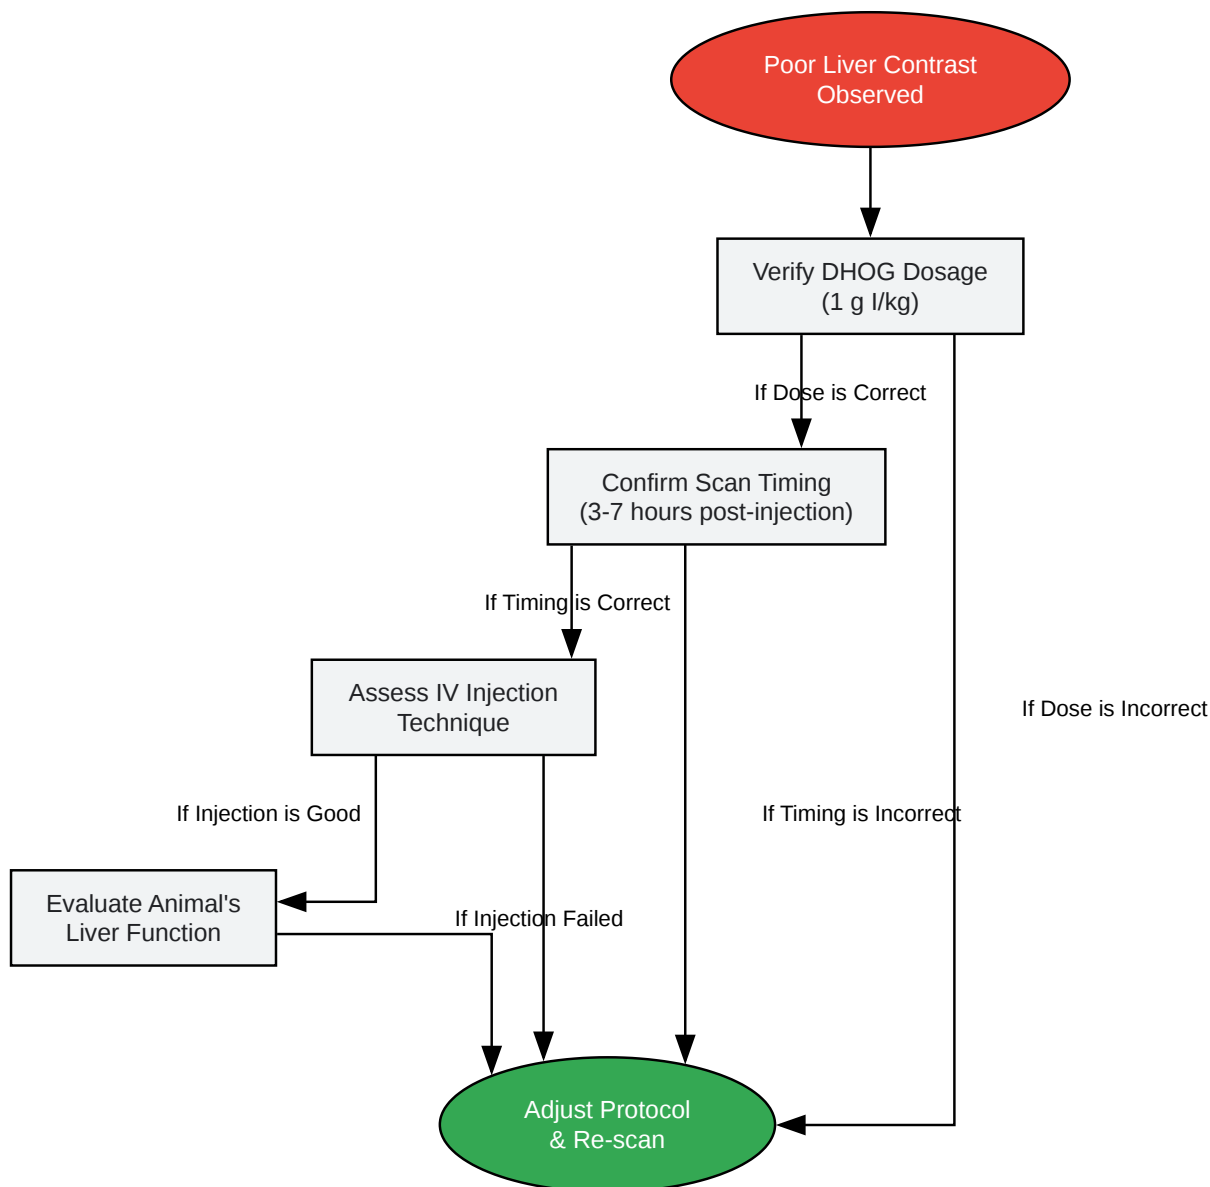 Poor Liver Contrast
Observed
Verify DHOG Dosage
(1 g I/kg)
If Dose is Correct
Confirm Scan Timing
(3-7 hours post-injection)
If Timing is Correct
Assess IV Injection
Technique
If Dose is Incorrect
If Injection is Good
If Timing is Incorrect
Evaluate Animal's
Liver Function
If Injection Failed
Adjust Protocol
& Re-scan